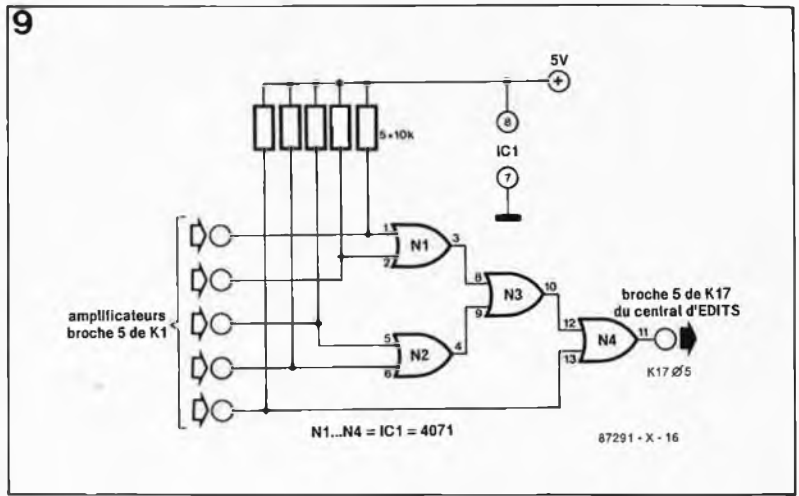 9
5V
+
5×10k
8
IC1
7
1
2
N1
3
8
9
N3
10
5
6
N2
4
12
13
N4
11
amplificateurs
broche 5 de K1
broche 5 de K17
du central d'EDITS
K17 Ø 5
N1...N4 = IC1 = 4071
87291 - X - 16